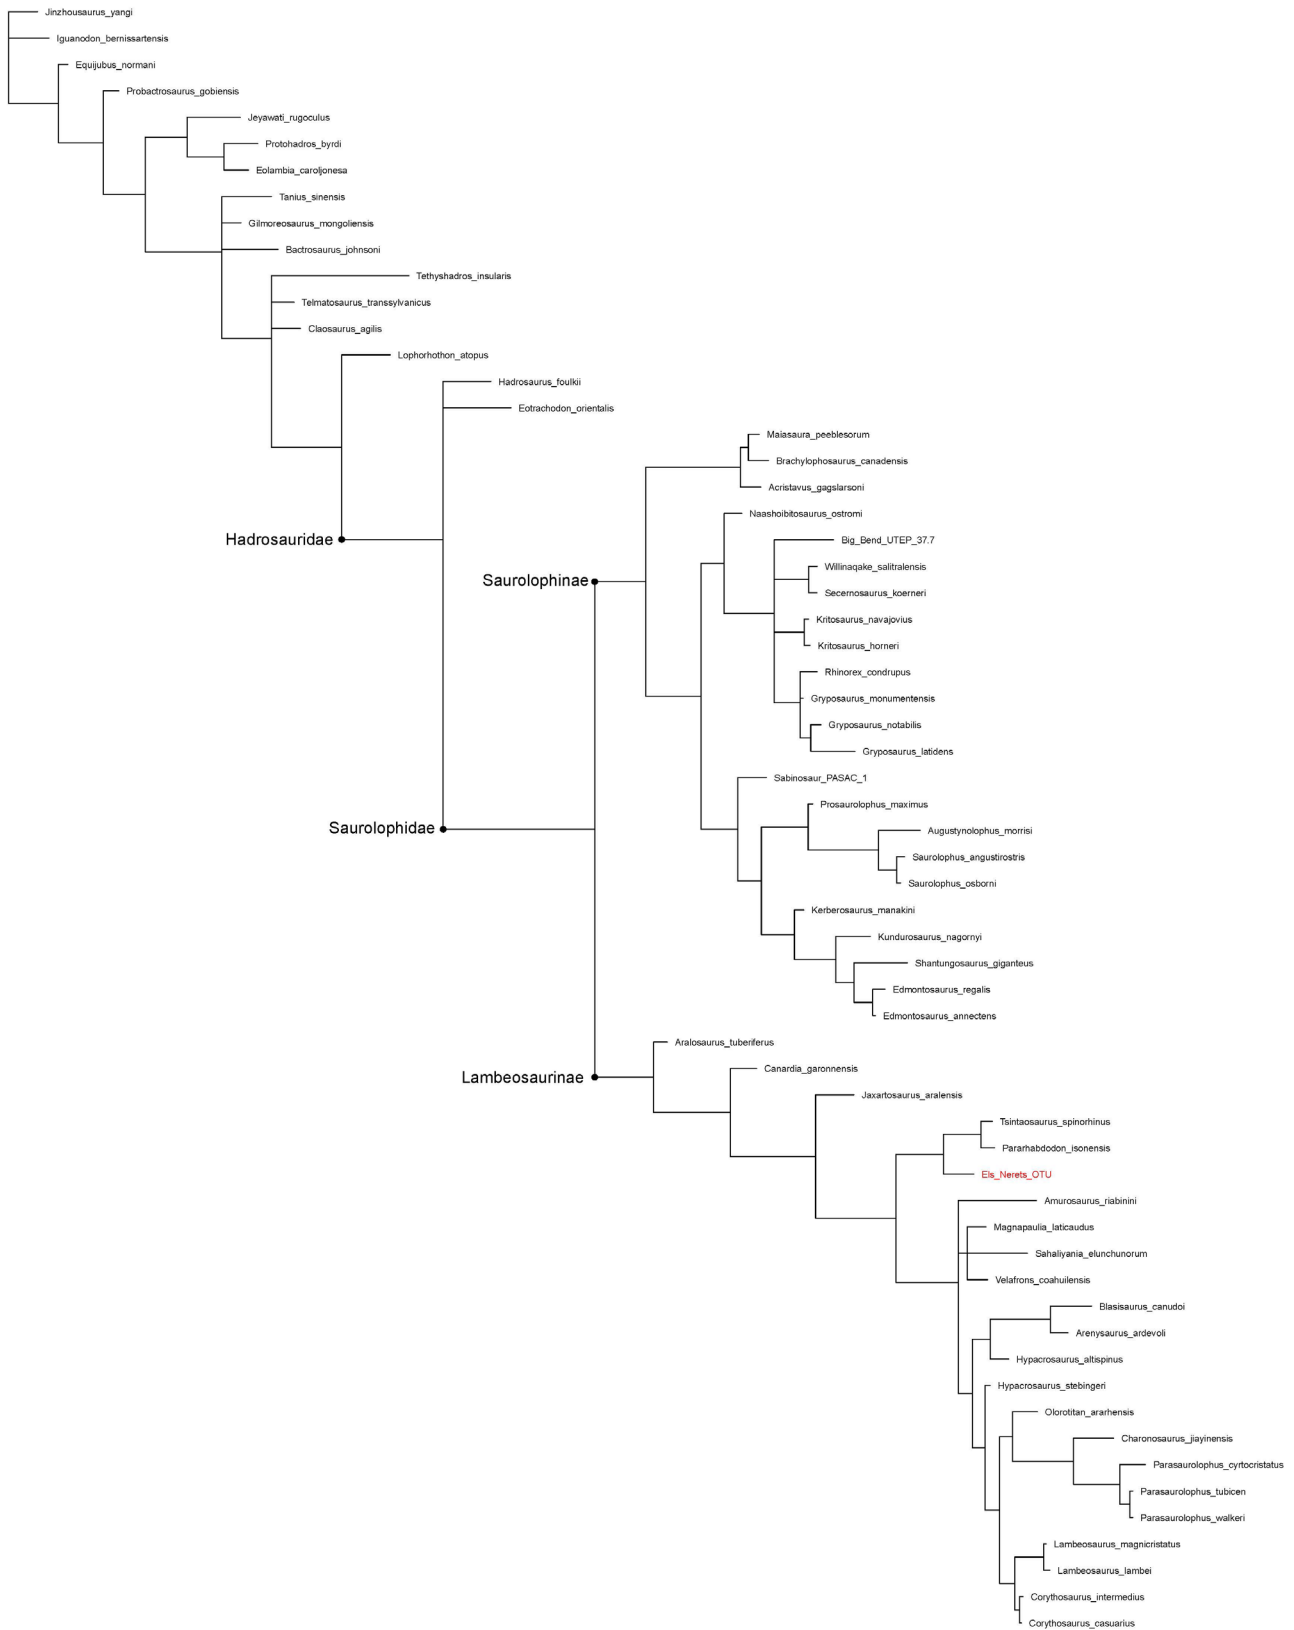 Jinzhousaurus_yangi
Iguanodon_bernissartensis
Equijubus_normani
Probactrosaurus_gobiensis
Jeyawati_rugoculus
Protohadros_byrdi
Eolambia_caroljonesa
Tanius_sinensis
Gilmoreosaurus_mongoliensis
Bactrosaurus_johnsoni
Tethyshadros_insularis
Telmatosaurus_transsylvanicus
Claosaurus_agilis
Lophorhothon_atopus
Hadrosaurus_foulkii
Eotrachodon_orientalis
Maiasaura_peeblesorum
Brachylophosaurus_canadensis
Acristavus_gagslarsoni
Naashoibitosaurus_ostromi
Hadrosauridae
Big_Bend_UTEP_37.7
Willinaqake_salitralensis
Saurolophinae
Secernosaurus_koerneri
Kritosaurus_navajovius
Kritosaurus_horneri
Rhinorex_condrupus
Gryposaurus_monumentensis
Gryposaurus_notabilis
Gryposaurus_latidens
Sabinosaur_PASAC_1
Prosaurolophus_maximus
Saurolophidae
Augustynolophus_morrisi
Saurolophus_angustirostris
Saurolophus_osborni
Kerberosaurus_manakini
Kundurosaurus_nagornyi
Shantungosaurus_giganteus
Edmontosaurus_regalis
Edmontosaurus_annectens
Aralosaurus_tuberiferus
Canardia_garonnensis
Lambeosaurinae
Jaxartosaurus_aralensis
Tsintaosaurus_spinorhinus
Pararhabdodon_isonensis
Els_Nerets_OTU
Amurosaurus_riabinini
Magnapaulia_laticaudus
Sahaliyania_elunchunorum
Velafrons_coahuilensis
Blasisaurus_canudoi
Arenysaurus_ardevoli
Hypacrosaurus_altispinus
Hypacrosaurus_stebingeri
Olorotitan_ararhensis
Charonosaurus_jiayinensis
Parasaurolophus_cyrtocristatus
Parasaurolophus_tubicen
Parasaurolophus_walkeri
Lambeosaurus_magnicristatus
Lambeosaurus_lambei
Corythosaurus_intermedius
Corythosaurus_casuarius